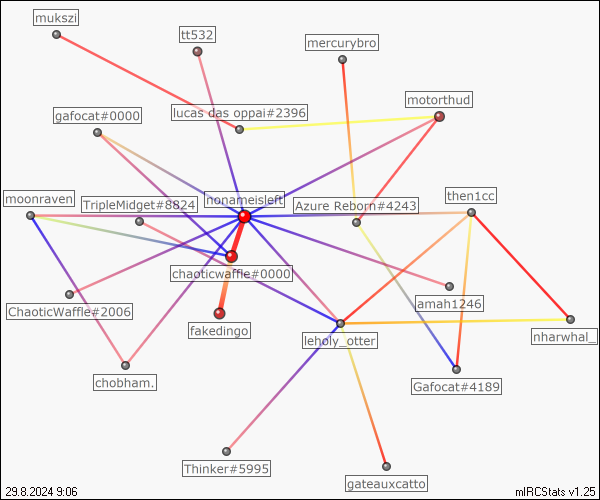 mukszi
tt532
mercurybro
motorthud
gafocat#0000
lucas das oppai#2396
moonraven
TripleMidget#8824
nonameisleft
Azure Reborn#4243
then1cc
chaoticwaffle#0000
ChaoticWaffle#2006
amah1246
fakedingo
leholy_otter
nharwhal_
chobham.
Gafocat#4189
Thinker#5995
gateauxcatto
29.8.2024 9:06
mIRCStats v1.25